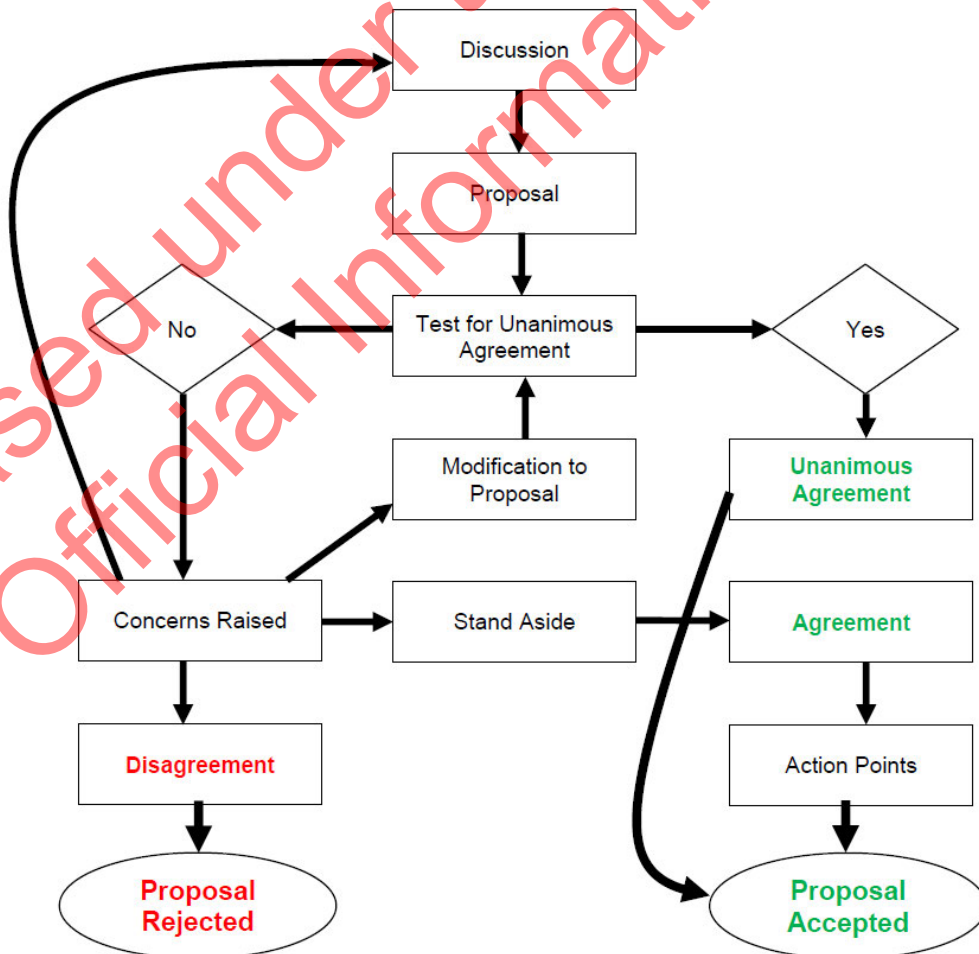 Discussion
Proposal
No
Test for Unanimous
Agreement
Yes
Modification to
Proposal
Unanimous
Agreement
Concerns Raised
Stand Aside
Agreement
Disagreement
Action Points
Proposal
Rejected
Proposal
Accepted
under
Official Informati